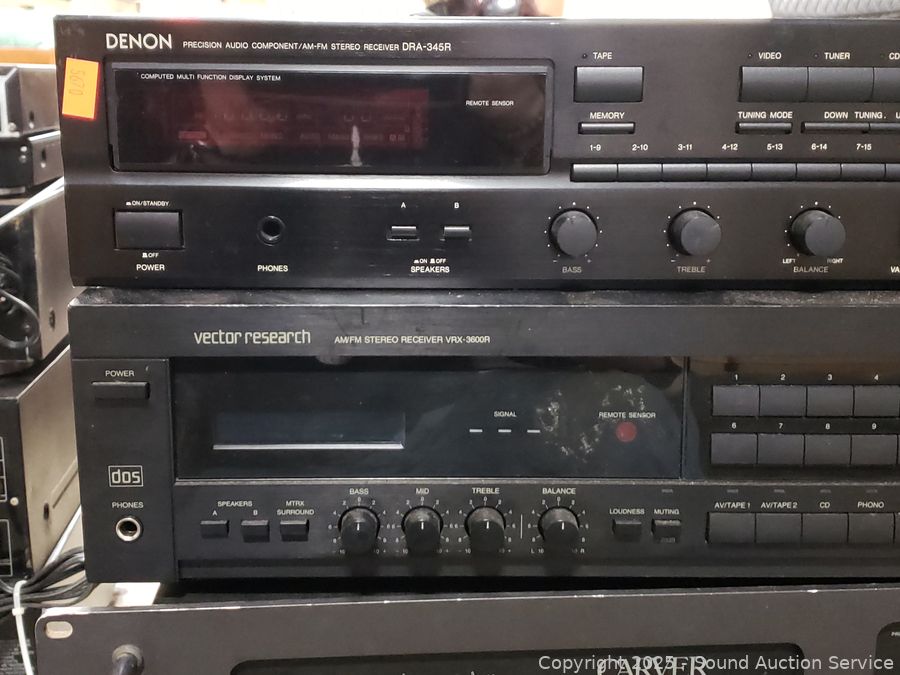 DENON PRECISION AUDIO COMPONENT/AM-FM STEREO RECEIVER DRA-345R
5670
COMPUTED MULTI FUNCTION DISPLAY SYSTEM
REMOTE SENSOR
TAPE VIDEO TUNER CD
MEMORY TUNING MODE DOWN TUNING
1-9 2-10 3-11 4-12 5-13 6-14 7-15
ON/STANDBY
OFF
POWER
PHONES
A B
ON OFF
SPEAKERS
BASS TREBLE LEFT RIGHT
BALANCE
vector research AM/FM STEREO RECEIVER VRX-3600R
POWER
SIGNAL REMOTE SENSOR
1 2 3 4
6 7 8 9
dos
PHONES
SPEAKERS
A B
MTRX
SURROUND
BASS MID TREBLE BALANCE
LOUDNESS MUTING
AV/TAPE 1 AV/TAPE 2 CD PHONO
CARVER
Copyright 2025 - Sound Auction Service